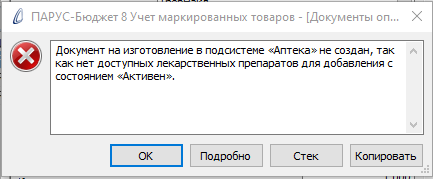 ПАРУС-Бюджет 8 Учет маркированных товаров - [Документы оп...
Документ на изготовление в подсистеме «Аптека» не создан, так
как нет доступных лекарственных препаратов для добавления с
состоянием «Активен».
ОК
Подробно
Стек
Копировать